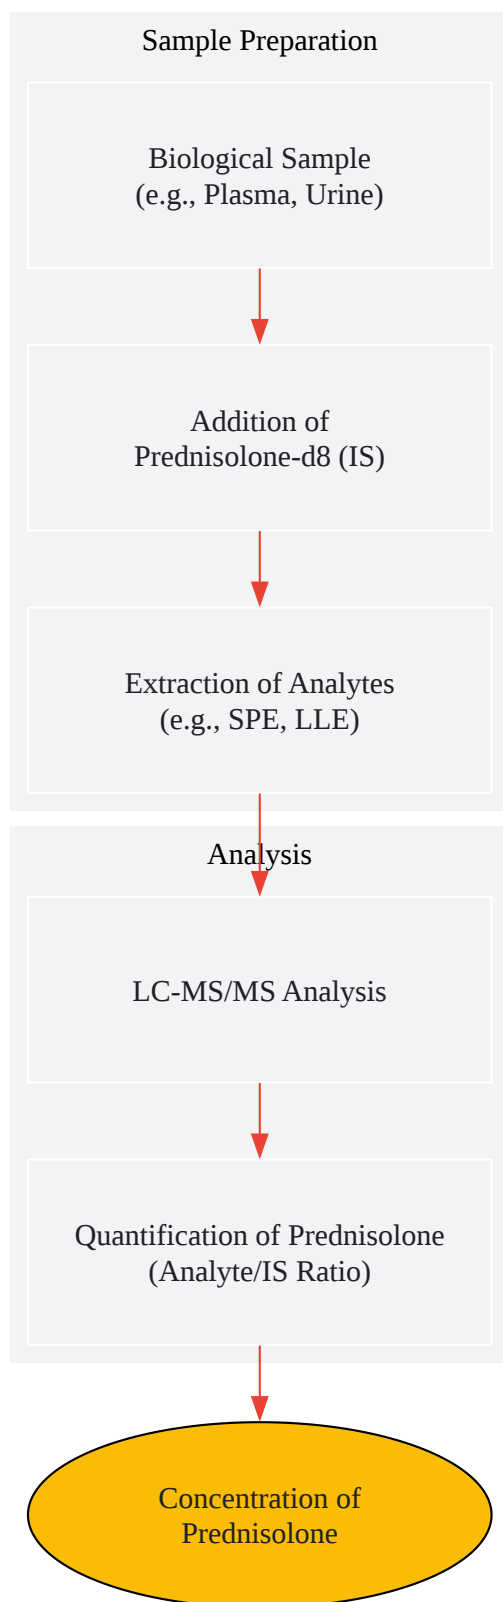 Sample Preparation
Biological Sample
(e.g., Plasma, Urine)
Addition of
Prednisolone-d8 (IS)
Extraction of Analytes
(e.g., SPE, LLE)
Analysis
LC-MS/MS Analysis
Quantification of Prednisolone
(Analyte/IS Ratio)
Concentration of
Prednisolone